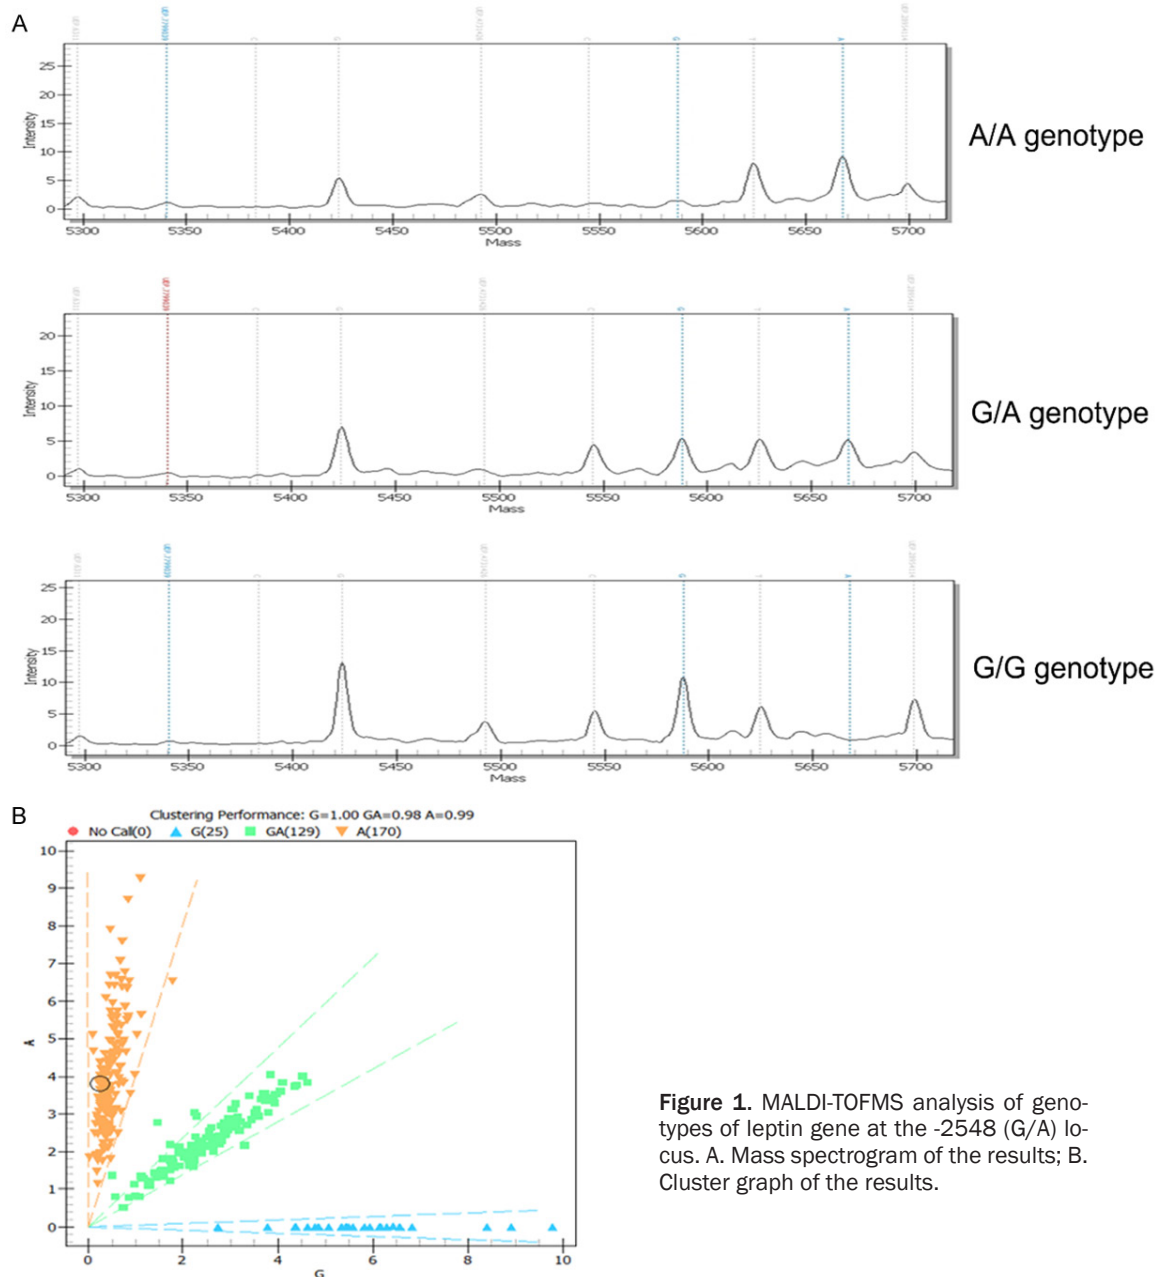 A
C
G
C
G
T
A
25
20
15
10
5
0
Intensity
5300 5350 5400 5450 5500 5550 5600 5650 5700
Mass
A/A genotype
C
G
C
G
T
A
20
15
10
5
0
Intensity
5300 5350 5400 5450 5500 5550 5600 5650 5700
Mass
G/A genotype
C
G
C
G
T
A
25
20
15
10
5
0
Intensity
5300 5350 5400 5450 5500 5550 5600 5650 5700
Mass
G/G genotype
B
Clustering Performance: G=1.00 GA=0.98 A=0.99
No Call(0) G(25) GA(129) A(170)
10
9
8
7
6
5
4
3
2
1
0
A
0 2 4 6 8 10
G
Figure 1. MALDI-TOFMS analysis of geno-
types of leptin gene at the -2548 (G/A) lo-
cus. A. Mass spectrogram of the results; B.
Cluster graph of the results.